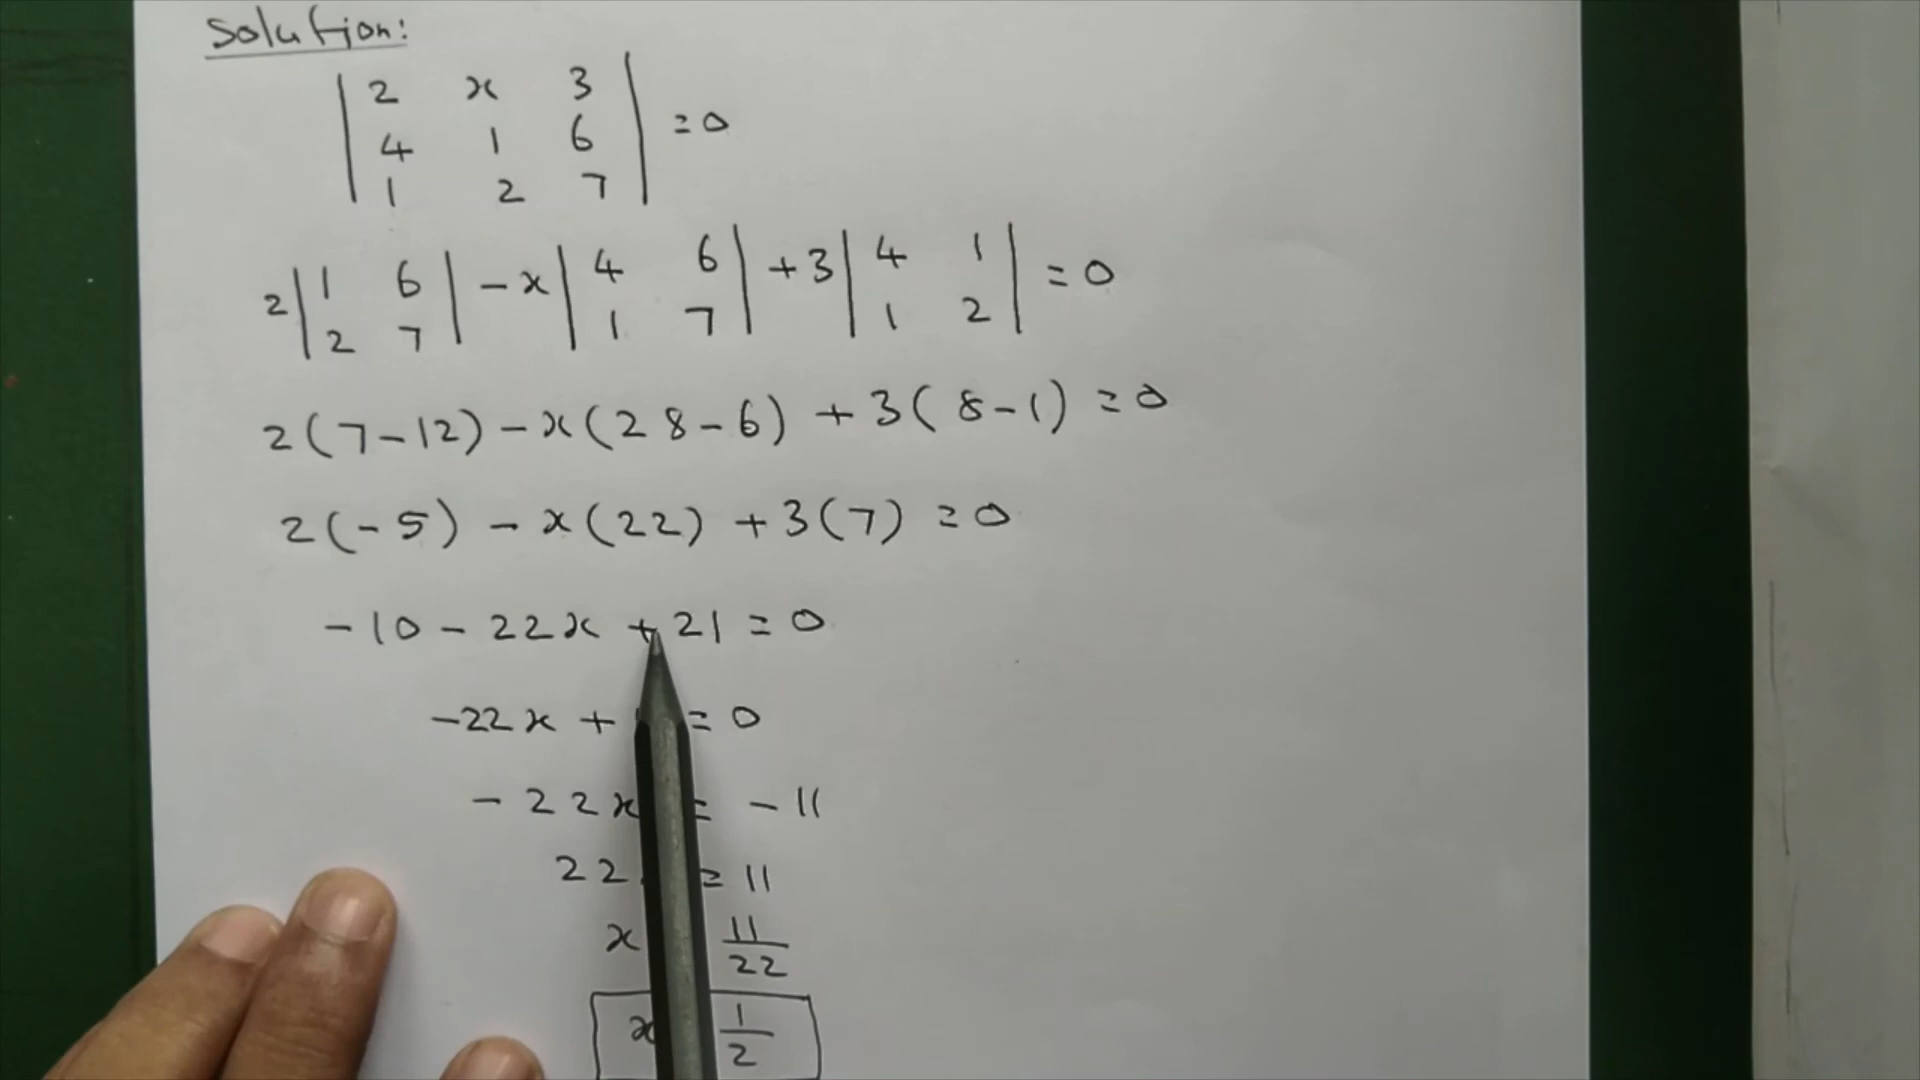 Solution:
| 2 x 3 |
| 4 1 6 | = 0
| 1 2 7 |
2 | 1 6 | - x | 4 6 | + 3 | 4 1 | = 0
| 2 7 | | 1 7 | | 1 2 |
2(7-12) - x(28-6) + 3(8-1) = 0
2(-5) - x(22) + 3(7) = 0
-10 - 22x + 21 = 0
-22x + = 0
-22x = -11
22 = 11
x 11/22
x 1/2